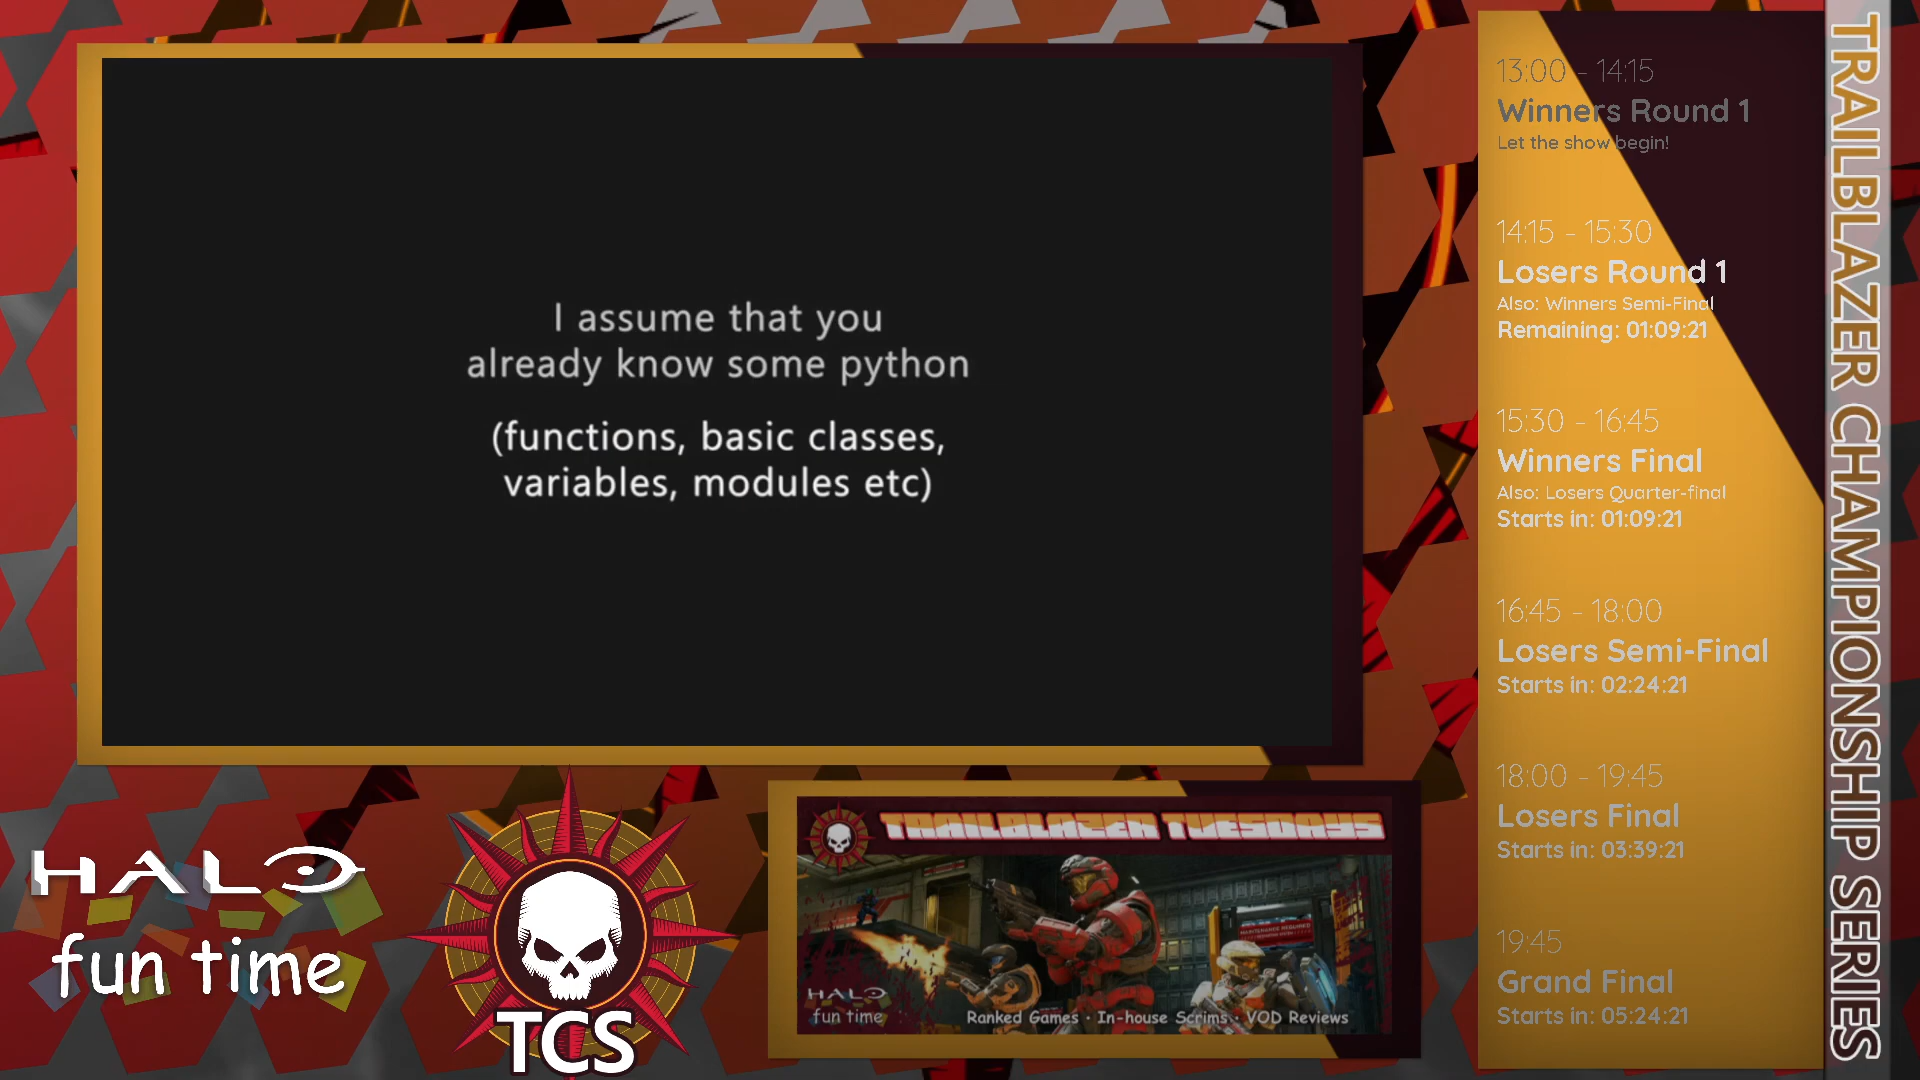 I assume that you
already know some python
(functions, basic classes,
variables, modules etc)
13:00 - 14:15
Winners Round 1
Let the show begin!
14:15 - 15:30
Losers Round 1
Also: Winners Semi-Final
Remaining: 01:09:21
15:30 - 16:45
Winners Final
Also: Losers Quarter-final
Starts in: 01:09:21
16:45 - 18:00
Losers Semi-Final
Starts in: 02:24:21
18:00 - 19:45
Losers Final
Starts in: 03:39:21
19:45
Grand Final
Starts in: 05:24:21
TRAILBLAZER CHAMPIONSHIP SERIES
HALO
fun time
TCS
TRAILBLAZER TUESDAYS
MAINTENANCE REQUIRED
HALO
fun time
Ranked Games · In-house Scrims · VOD Reviews